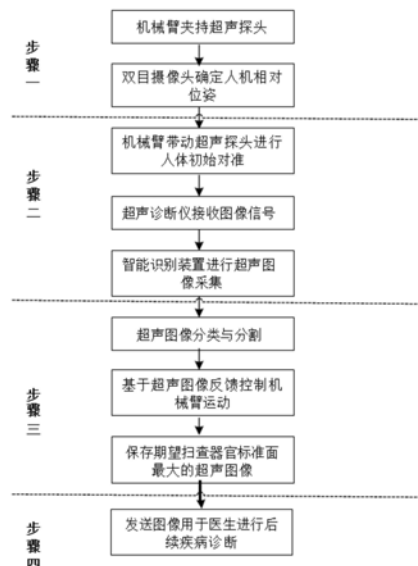 步骤一
机械臂夹持超声探头
双目摄像头确定人机相对
位姿
步骤二
机械臂带动超声探头进行
人体初始对准
超声诊断仪接收图像信号
智能识别装置进行超声图
像采集
步骤三
超声图像分类与分割
基于超声图像反馈控制机
械臂运动
保存期望扫查器官标准面
最大的超声图像
步骤四
发送图像用于医生进行后
续疾病诊断